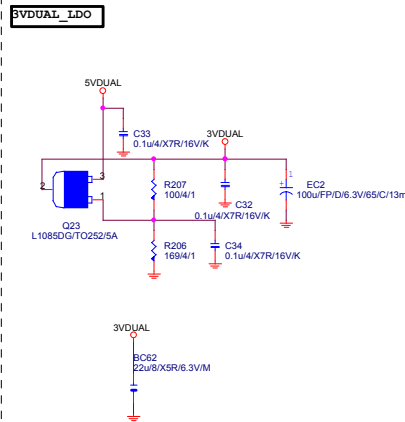 3VDUAL_LDO
5VDUAL
C33
0.1u/4/X7R/16V/K
3VDUAL
3
2
1
1
R207
100/4/1
C32
0.1u/4/X7R/16V/K
EC2
100u/FP/D/6.3V/65/C/13m
Q23
L1085DG/TO252/5A
R206
169/4/1
C34
0.1u/4/X7R/16V/K
3VDUAL
BC62
22u/8/X5R/6.3V/M